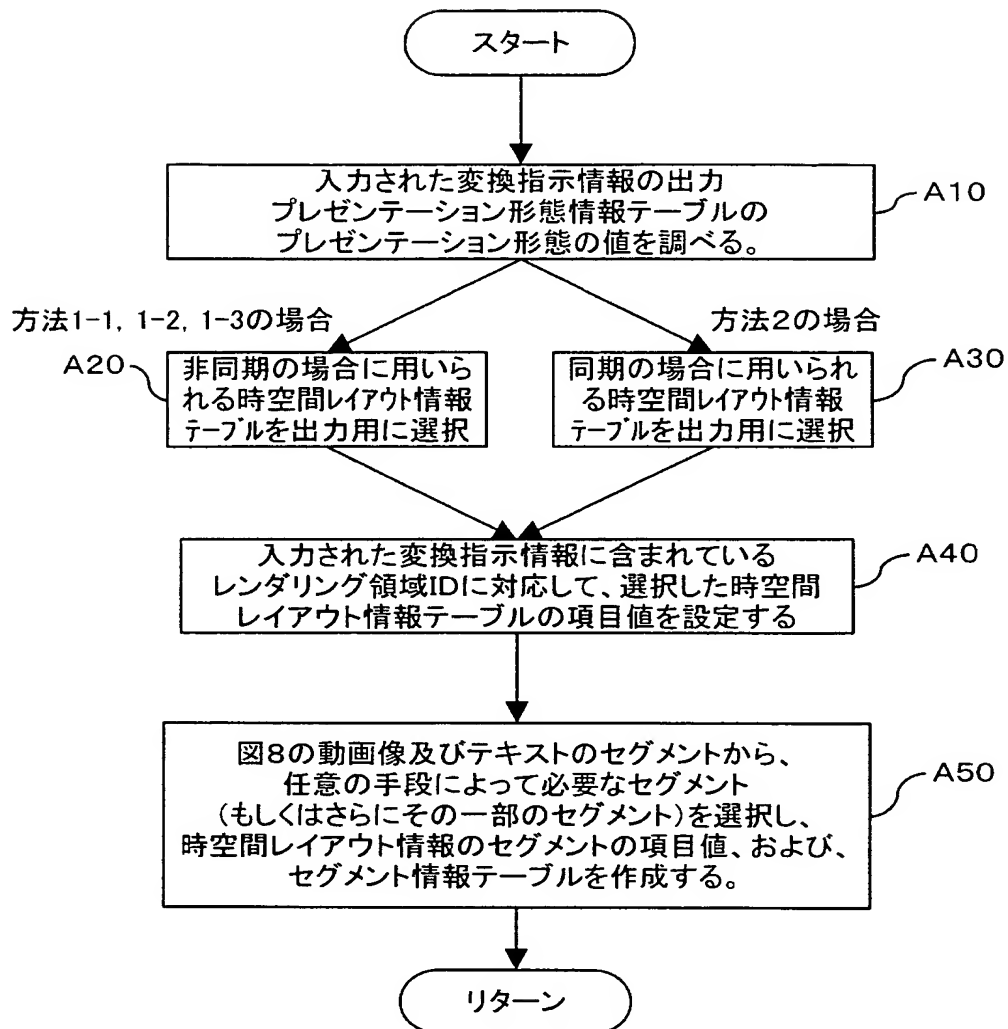 スタート
入力された変換指示情報の出力
プレゼンテーション形態情報テーブルの
プレゼンテーション形態の値を調べる。
A10
方法1-1, 1-2, 1-3の場合
方法2の場合
A20
非同期の場合に用いら
れる時空間レイアウト情報
テーブルを出力用に選択
同期の場合に用いられ
る時空間レイアウト情報
テーブルを出力用に選択
A30
入力された変換指示情報に含まれている
レンダリング領域IDに対応して、選択した時空間
レイアウト情報テーブルの項目値を設定する
A40
図8の動画像及びテキストのセグメントから、
任意の手段によって必要なセグメント
(もしくはさらにその一部のセグメント)を選択し、
時空間レイアウト情報のセグメントの項目値、および、
セグメント情報テーブルを作成する。
A50
リターン